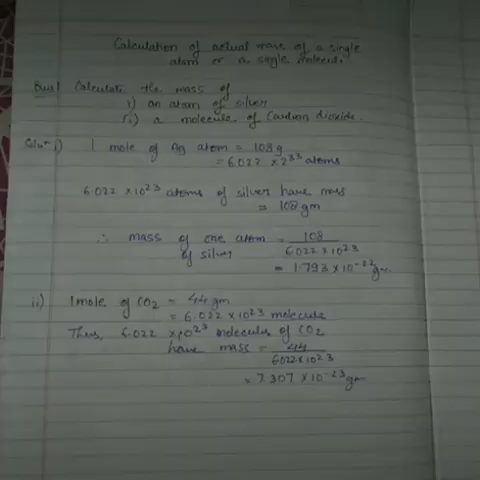 Calculation of actual mass of a single
atom or a single molecule.
Ques1 Calculate the mass of
i) an atom of silver
ii) a molecule of Carbon dioxide.
Soln - i) 1 mole of Ag atom = 108g
= 6.022 × 2³³ atoms
6.022 × 10²³ atoms of silver have mass
= 108 gm
∴ mass of one atom of silver = 108 / 6.022 × 10²³
= 1.793 × 10⁻²² gm
ii) 1 mole of CO₂ = 44 gm
= 6.022 × 10²³ molecule
Thus, 6.022 × 10²³ molecules of CO₂
have mass = 44 / 6.022 × 10²³
= 7.307 × 10⁻²³ gm